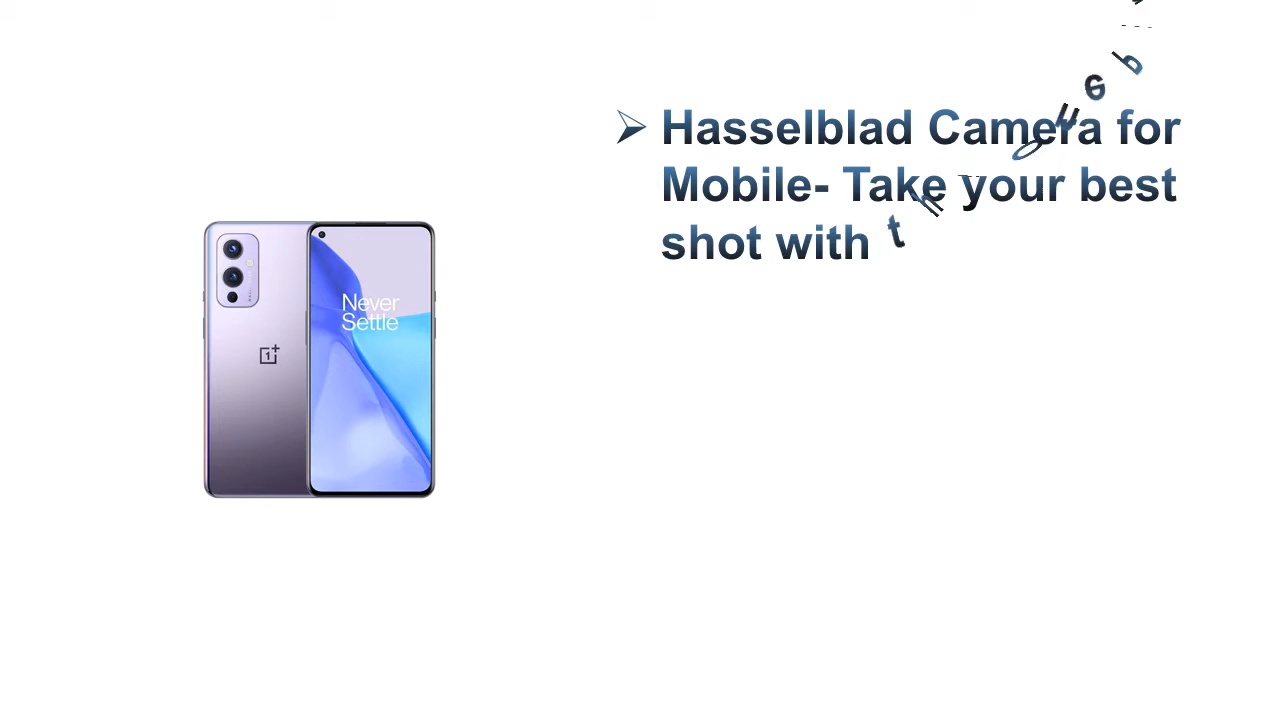 Hasselblad Camera for
Mobile- Take your best
shot with
Never
Settle